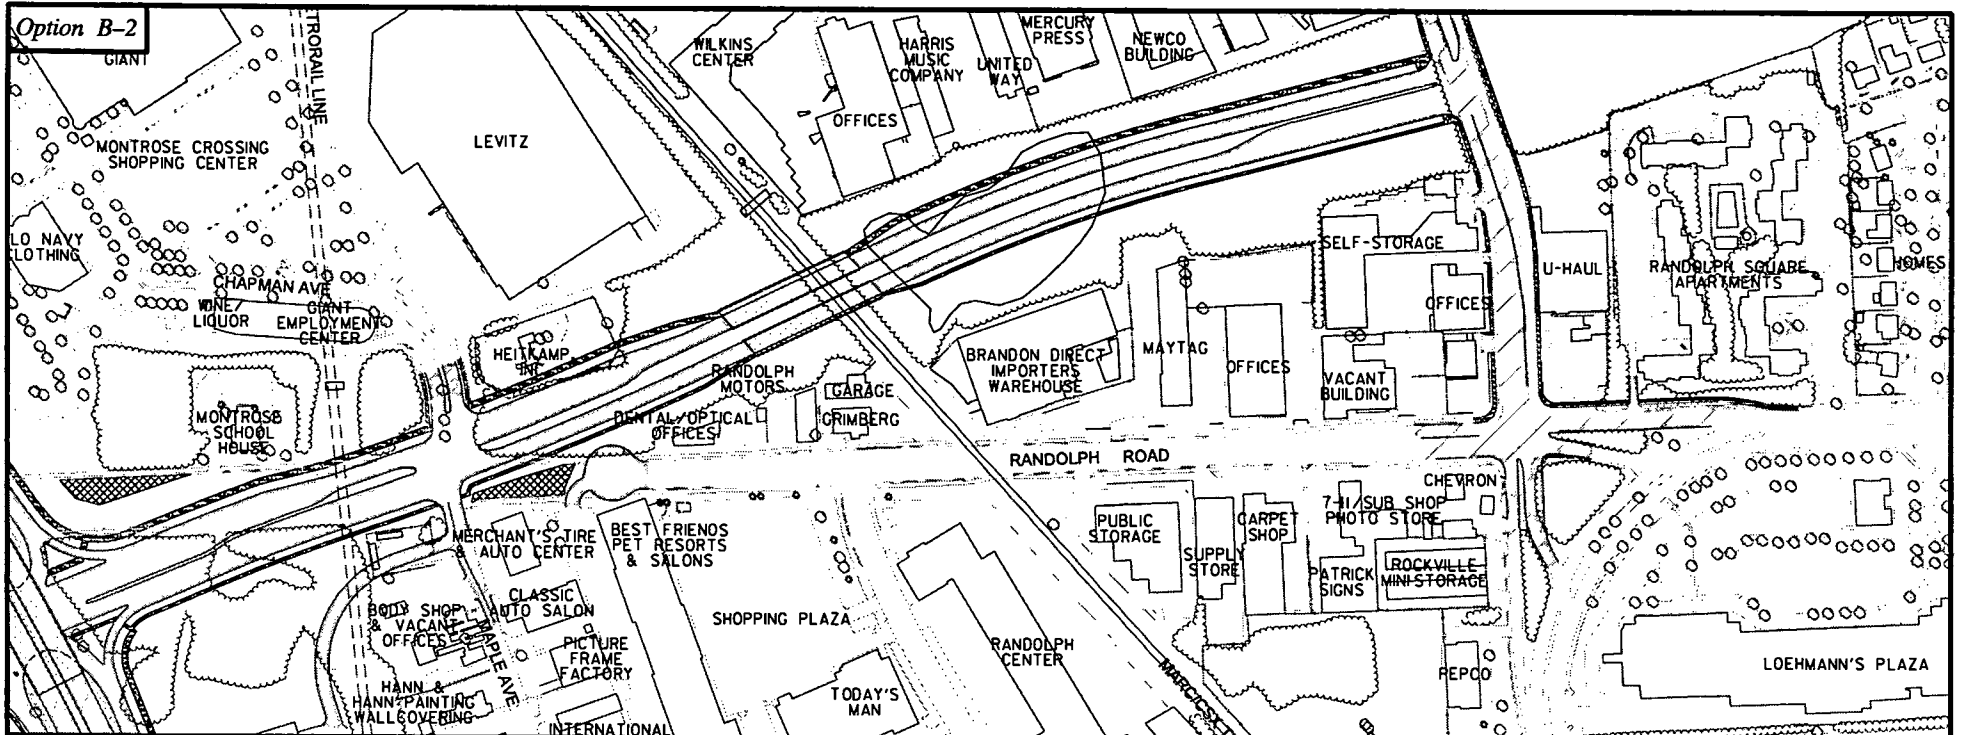 Option B-2
GIANT
TRORAIL LINE
MONTROSE CROSSING
SHOPPING CENTER
LEVITZ
WILKINS
CENTER
OFFICES
HARRIS
MUSIC
COMPANY
UNITED
WAY
MERCURY
PRESS
NEWCO
BUILDING
LO NAVY
CLOTHING
CHAPMAN AVE
WINE/
LIQUOR
GIANT
EMPLOYMENT
CENTER
MONTROSE
SCHOOL
HOUSE
HEITKAMP
INC
RANDOLPH
MOTORS
DENTAL/OPTICAL
OFFICES
GARAGE
GRIMBERG
BRANDON DIRECT
IMPORTERS
WAREHOUSE
MAYTAG
OFFICES
SELF-STORAGE
OFFICES
VACANT
BUILDING
U-HAUL
RANDOLPH SQUARE
APARTMENTS
HOMES
RANDOLPH ROAD
MERCHANT'S TIRE
& AUTO CENTER
BEST FRIENDS
PET RESORTS
& SALONS
CLASSIC
AUTO SALON
BODY SHOP
& VACANT
OFFICES
MAPLE AVE
PICTURE
FRAME
FACTORY
HANN &
HANN-PAINTING
WALLCOVERING
INTERNATIONAL
SHOPPING PLAZA
TODAY'S
MAN
RANDOLPH
CENTER
MARC/CSXT
PUBLIC
STORAGE
SUPPLY
STORE
CARPET
SHOP
7-11/SUB SHOP
PHOTO STORE
CHEVRON
PATRICK
SIGNS
ROCKVILLE
MINI-STORAGE
PEPCO
LOEHMANN'S PLAZA